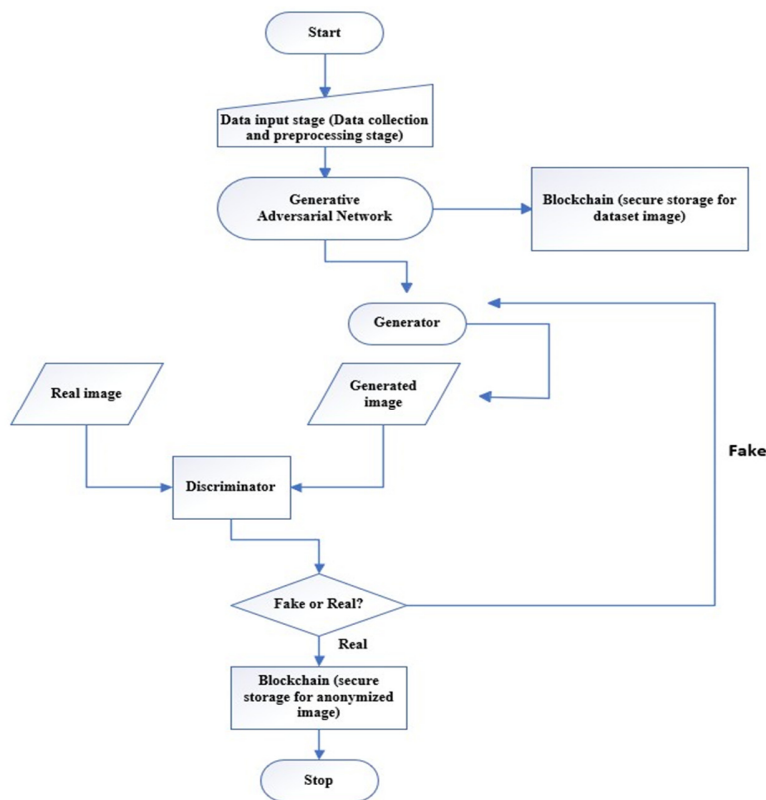 Start
Data input stage (Data collection
and preprocessing stage)
Generative
Adversarial Network
Blockchain (secure storage for
dataset image)
Generator
Real image
Generated
image
Fake
Discriminator
Fake or Real?
Real
Blockchain (secure
storage for anonymized
image)
Stop